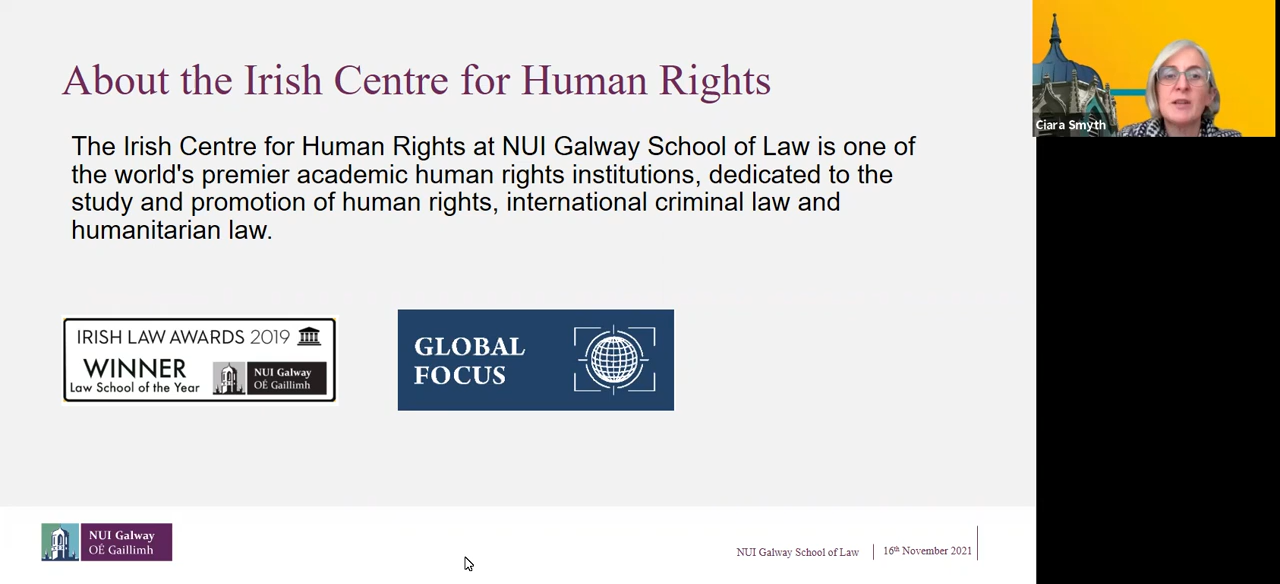 About the Irish Centre for Human Rights
The Irish Centre for Human Rights at NUI Galway School of Law is one of
the world's premier academic human rights institutions, dedicated to the
study and promotion of human rights, international criminal law and
humanitarian law.
IRISH LAW AWARDS 2019
WINNER
Law School of the Year
NUI Galway
OÉ Gaillimh
GLOBAL
FOCUS
NUI Galway
OÉ Gaillimh
NUI Galway School of Law
16th November 2021
Ciara Smyth